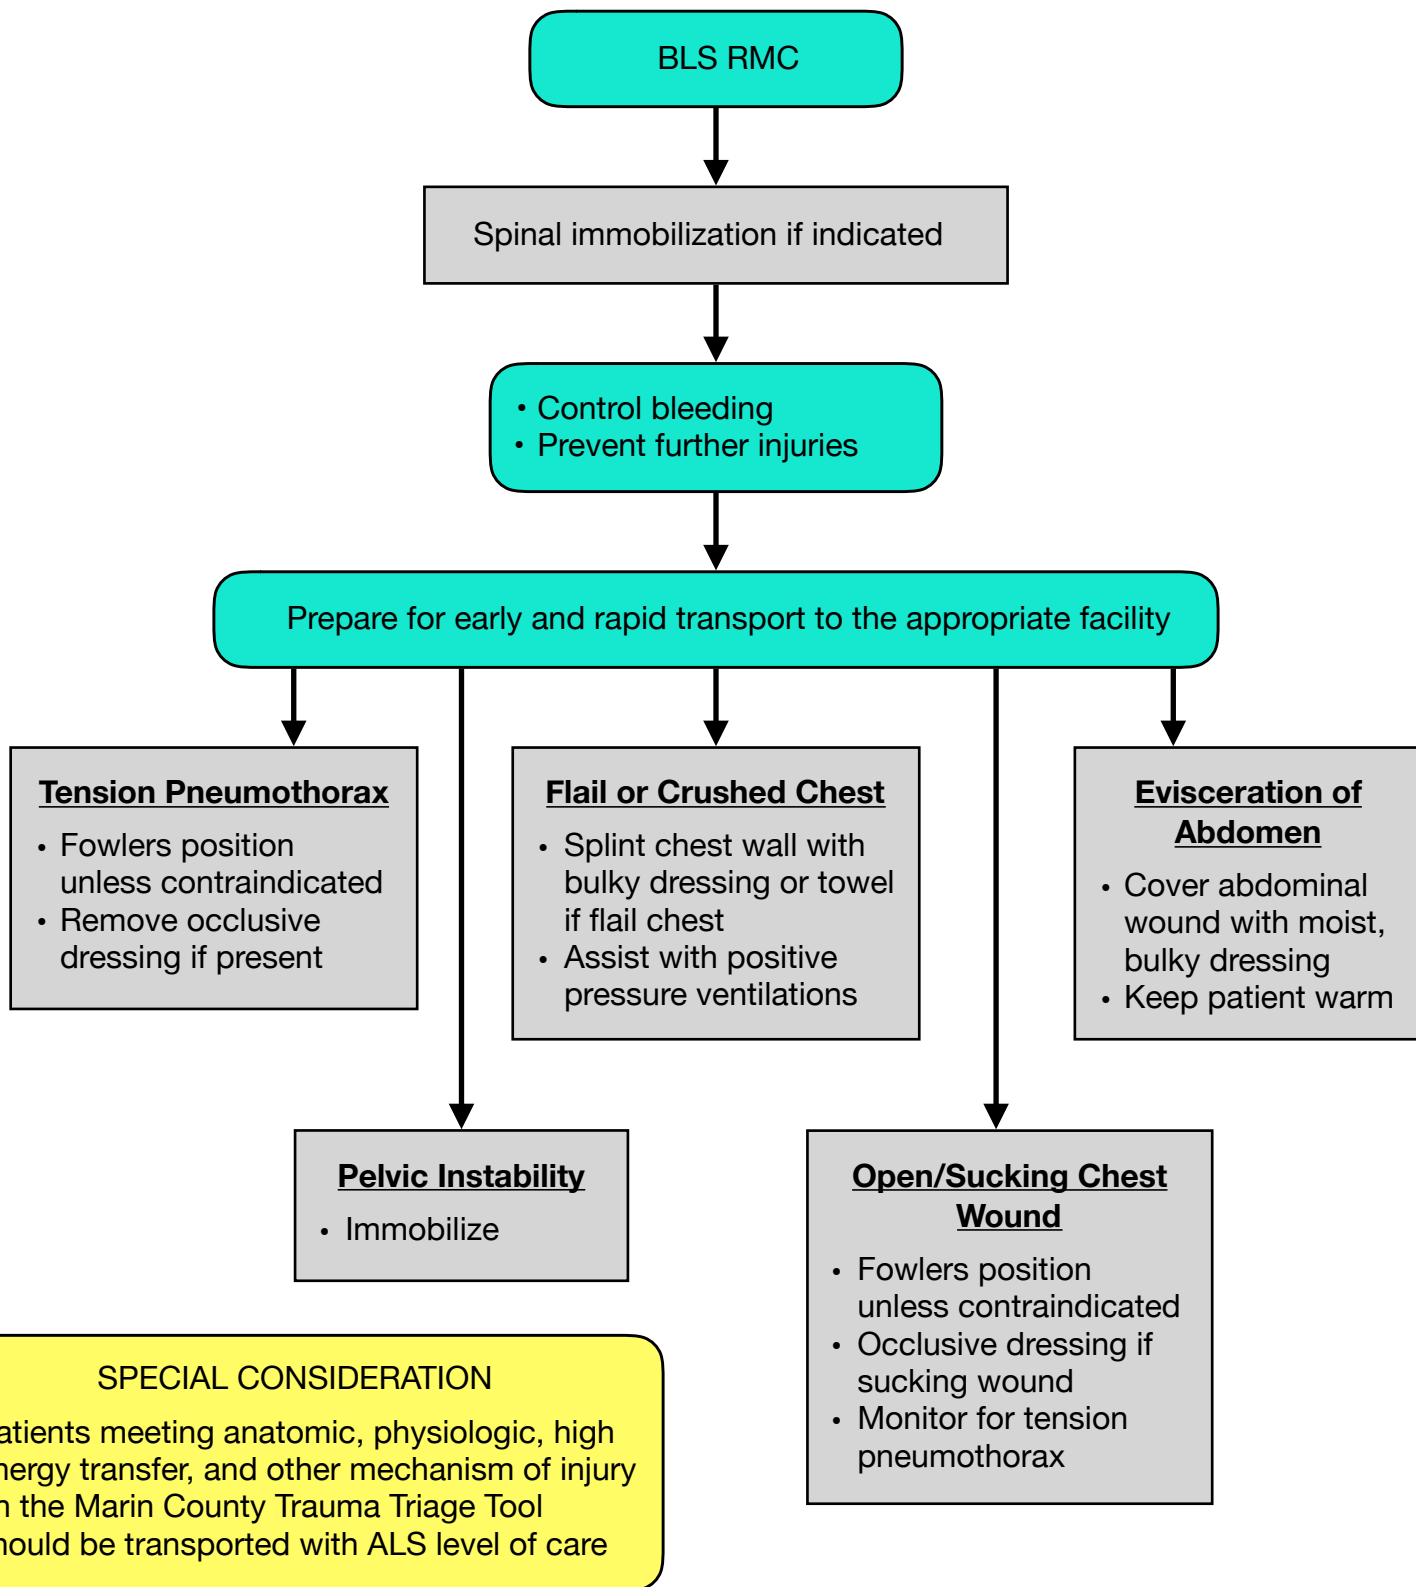 BLS RMC
Spinal immobilization if indicated
• Control bleeding
• Prevent further injuries
Prepare for early and rapid transport to the appropriate facility
Tension Pneumothorax
• Fowlers position
unless contraindicated
• Remove occlusive
dressing if present
Flail or Crushed Chest
• Splint chest wall with
bulky dressing or towel
if flail chest
• Assist with positive
pressure ventilations
Evisceration of
Abdomen
• Cover abdominal
wound with moist,
bulky dressing
• Keep patient warm
Pelvic Instability
• Immobilize
Open/Sucking Chest
Wound
• Fowlers position
unless contraindicated
• Occlusive dressing if
sucking wound
• Monitor for tension
pneumothorax
SPECIAL CONSIDERATION
atients meeting anatomic, physiologic, high
nergy transfer, and other mechanism of injury
n the Marin County Trauma Triage Tool
hould be transported with ALS level of care